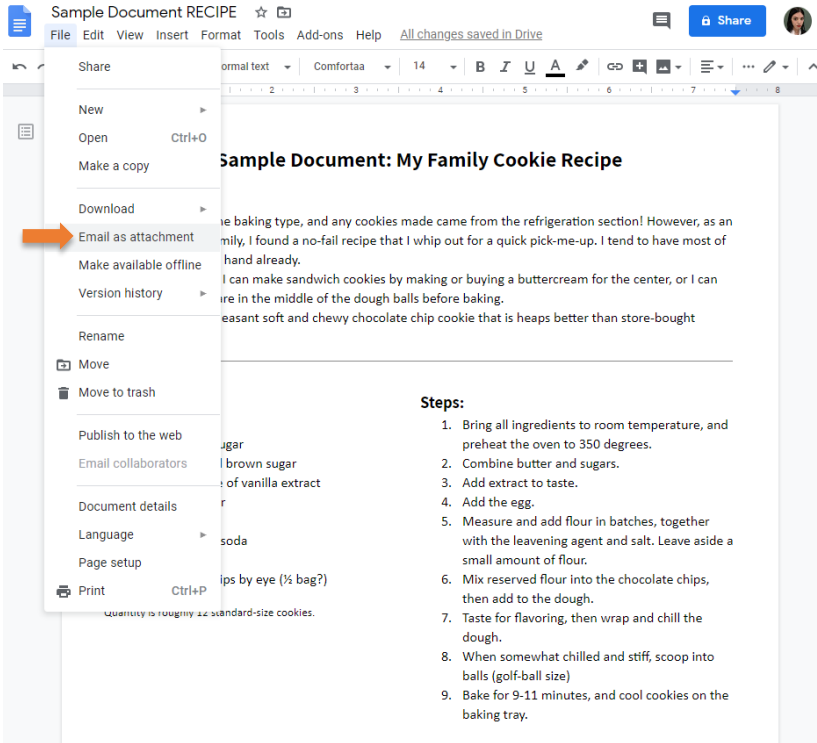 Sample Document RECIPE
File Edit View Insert Format Tools Add-ons Help All changes saved in Drive
Share
Share
ormal text Comfortaa 14 B I U A
2 3 4 5 6 7 8
New
Open Ctrl+O
Make a copy
Download
Email as attachment
Make available offline
Version history
Rename
Move
Move to trash
Publish to the web
Email collaborators
Document details
Language
Page setup
Print Ctrl+P
Sample Document: My Family Cookie Recipe
e baking type, and any cookies made came from the refrigeration section! However, as an
mily, I found a no-fail recipe that I whip out for a quick pick-me-up. I tend to have most of
hand already.
I can make sandwich cookies by making or buying a buttercream for the center, or I can
re in the middle of the dough balls before baking.
easant soft and chewy chocolate chip cookie that is heaps better than store-bought
ugar
brown sugar
of vanilla extract
r
soda
ips by eye (½ bag?)
Quantity is roughly 12 standard-size cookies.
Steps:
1. Bring all ingredients to room temperature, and
preheat the oven to 350 degrees.
2. Combine butter and sugars.
3. Add extract to taste.
4. Add the egg.
5. Measure and add flour in batches, together
with the leavening agent and salt. Leave aside a
small amount of flour.
6. Mix reserved flour into the chocolate chips,
then add to the dough.
7. Taste for flavoring, then wrap and chill the
dough.
8. When somewhat chilled and stiff, scoop into
balls (golf-ball size)
9. Bake for 9-11 minutes, and cool cookies on the
baking tray.